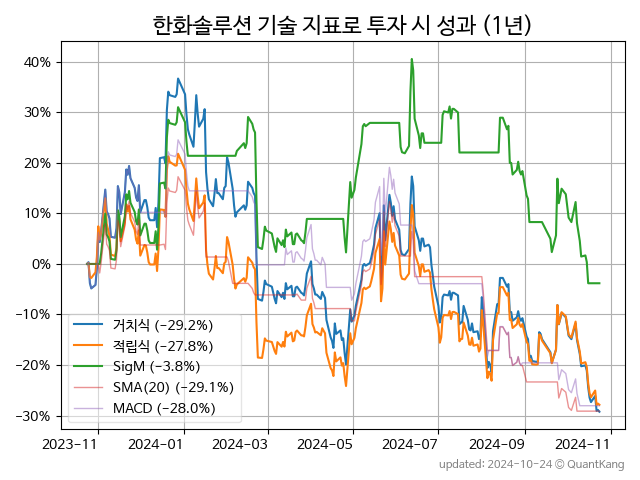 한화솔루션 기술 지표로 투자 시 성과 (1년)
40%
30%
20%
10%
0%
−10%
−20%
−30%
거치식 (−29.2%)
적립식 (−27.8%)
SigM (−3.8%)
SMA(20) (−29.1%)
MACD (−28.0%)
2023-11
2024-01
2024-03
2024-05
2024-07
2024-09
2024-11
updated: 2024-10-24 © QuantKang